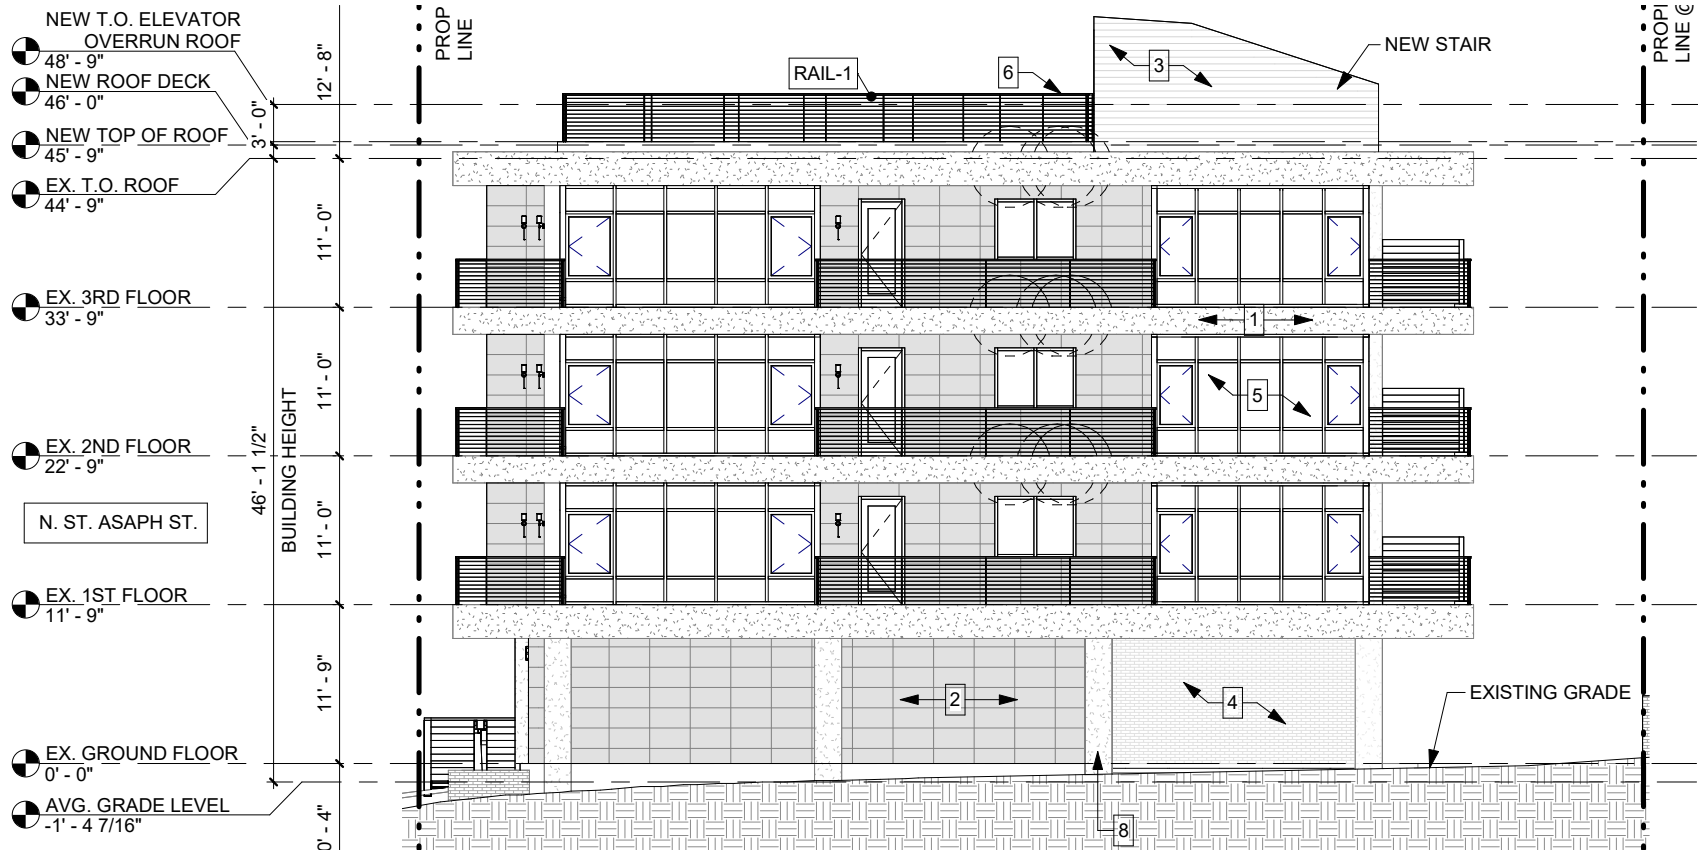 NEW T.O. ELEVATOR
OVERRUN ROOF
48' - 9"
NEW ROOF DECK
46' - 0"
NEW TOP OF ROOF
45' - 9"
EX. T.O. ROOF
44' - 9"
EX. 3RD FLOOR
33' - 9"
EX. 2ND FLOOR
22' - 9"
N. ST. ASAPH ST.
EX. 1ST FLOOR
11' - 9"
EX. GROUND FLOOR
0' - 0"
AVG. GRADE LEVEL
-1' - 4 7/16"
3' - 0"
46' - 1 1/2"
BUILDING HEIGHT
12' - 8"
11' - 0"
11' - 0"
11' - 0"
11' - 9"
0' - 4"
PROP
LINE
RAIL-1
6
3
NEW STAIR
1
5
2
4
EXISTING GRADE
8
PROP
LINE @